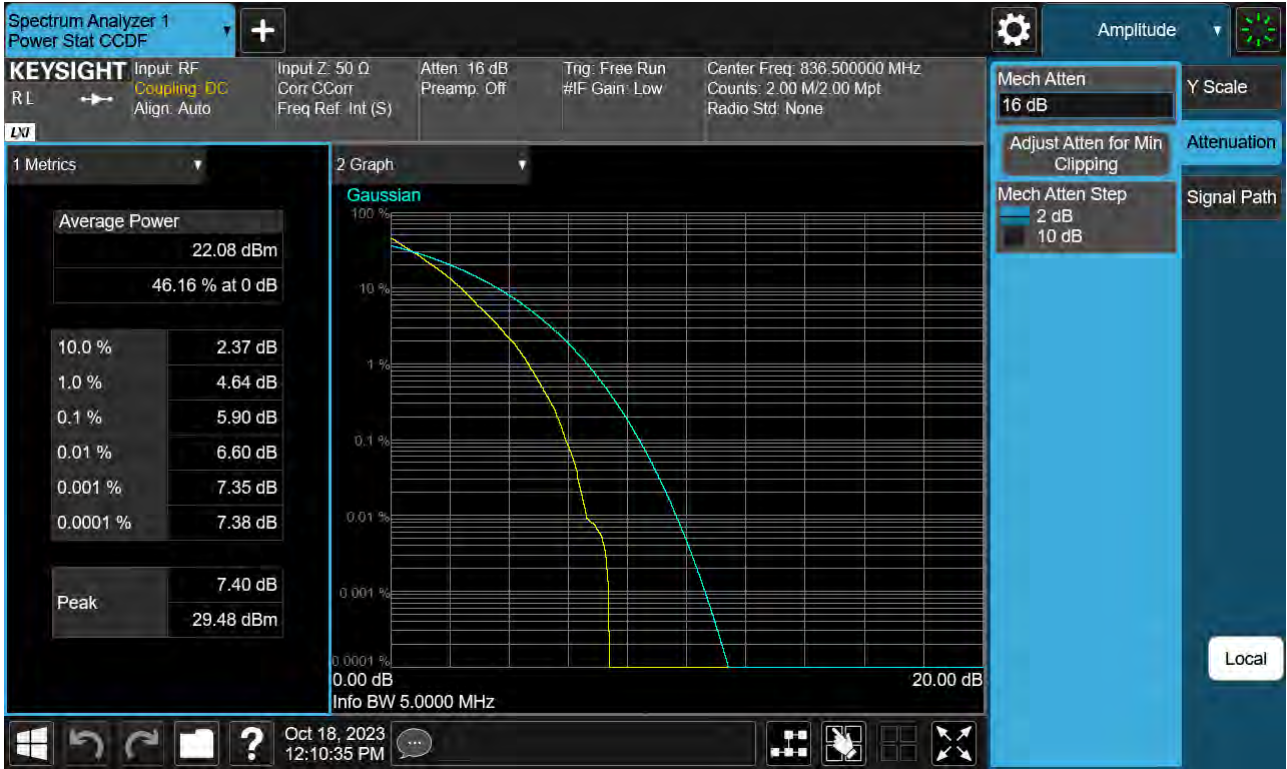 Spectrum Analyzer 1
Power Stat CCDF
Amplitude
KEYSIGHT
R L
LXI
Input: RF
Coupling: DC
Align: Auto
Input Z: 50 Ω
Corr CCorr
Freq Ref: Int (S)
Atten: 16 dB
Preamp: Off
Trig: Free Run
#IF Gain: Low
Center Freq: 836.500000 MHz
Counts: 2.00 M/2.00 Mpt
Radio Std: None
1 Metrics
Average Power
22.08 dBm
46.16 % at 0 dB
10.0 % 2.37 dB
1.0 % 4.64 dB
0.1 % 5.90 dB
0.01 % 6.60 dB
0.001 % 7.35 dB
0.0001 % 7.38 dB
Peak
7.40 dB
29.48 dBm
2 Graph
Gaussian
100 %
10 %
1 %
0.1 %
0.01 %
0.001 %
0.0001 %
0.00 dB 20.00 dB
Info BW 5.0000 MHz
Mech Atten
16 dB
Adjust Atten for Min
Clipping
Mech Atten Step
2 dB
10 dB
Y Scale
Attenuation
Signal Path
Local
?
Oct 18, 2023
12:10:35 PM